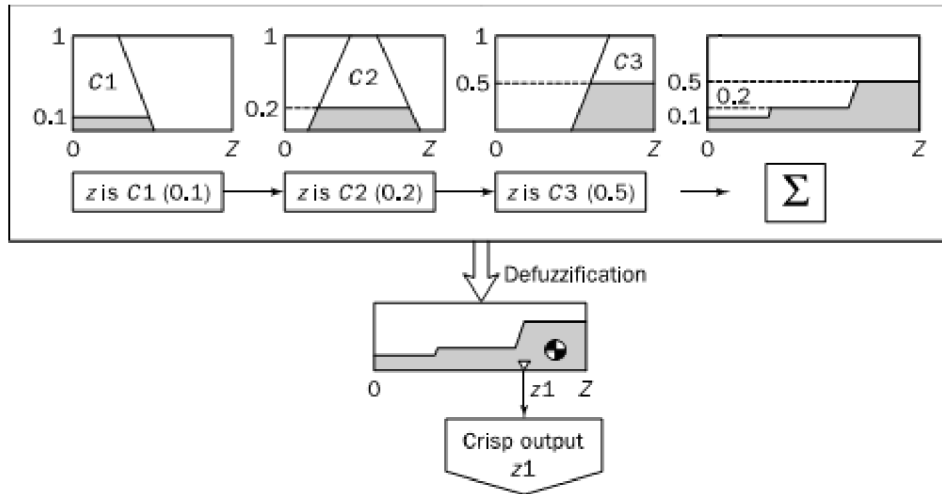 1
C1
0.1
0
Z
1
C2
0.2
0
Z
1
C3
0.5
0
Z
0.5
0.2
0.1
0
Z
z is C1 (0.1)
z is C2 (0.2)
z is C3 (0.5)
Σ
Defuzzification
0
z1
Z
Crisp output
z1